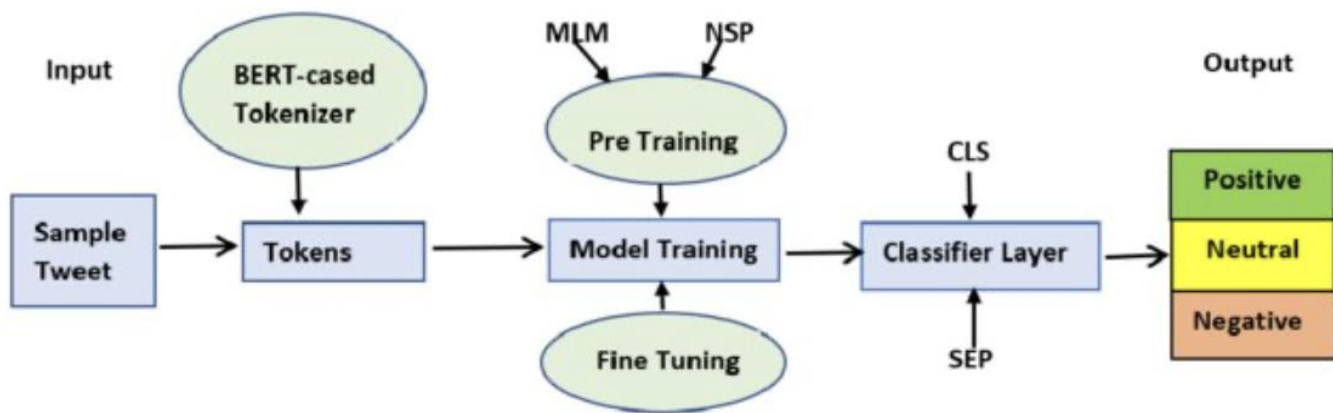 Input
BERT-cased
Tokenizer
MLM
NSP
Pre Training
Output
CLS
Positive
Sample
Tweet
Tokens
Model Training
Classifier Layer
Neutral
Negative
Fine Tuning
SEP